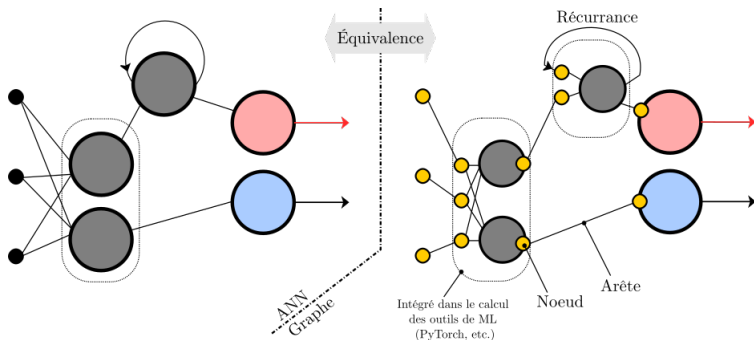 Équivalence
Récurrance
ANN
Graphe
Intégré dans le calcul
des outils de ML
(PyTorch, etc.)
Noeud
Arête